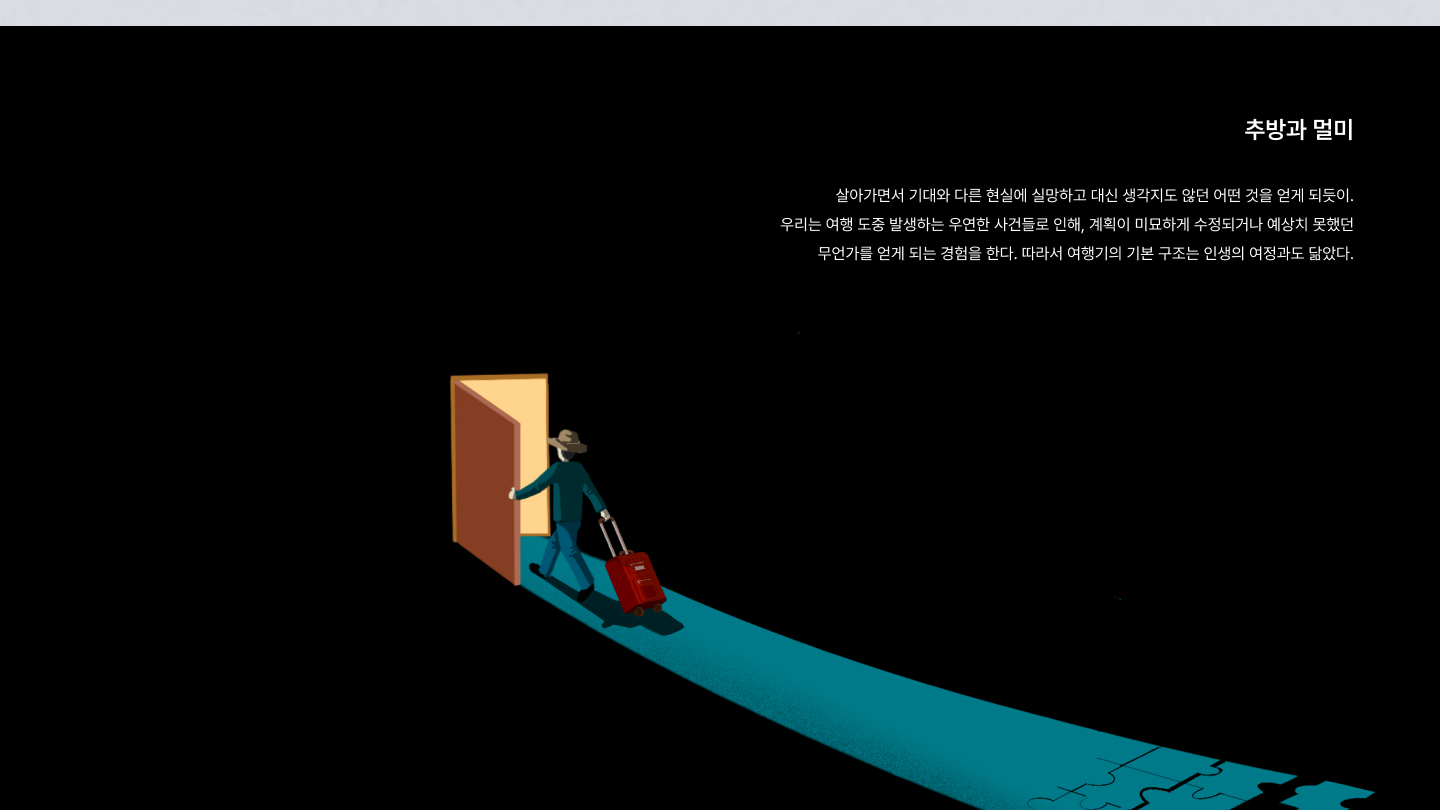 추방과 멀미
살아가면서 기대와 다른 현실에 실망하고 대신 생각지도 않던 어떤 것을 얻게 되듯이.
우리는 여행 도중 발생하는 우연한 사건들로 인해, 계획이 미묘하게 수정되거나 예상치 못했던
무언가를 얻게 되는 경험을 한다. 따라서 여행기의 기본 구조는 인생의 여정과도 닮았다.